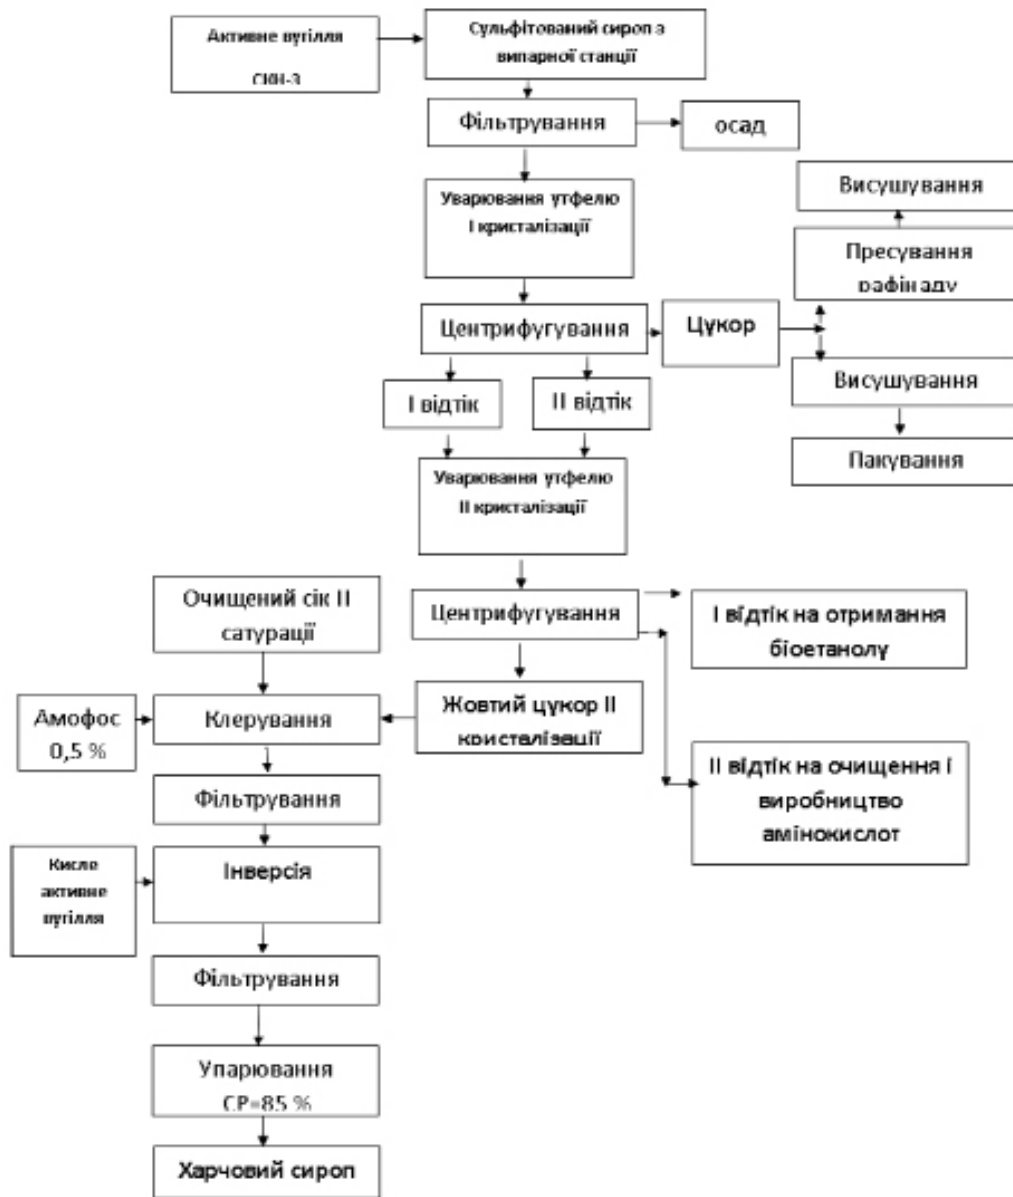 Активне вугілля
СКН-3
Сульфітований сироп з
випарної станції
Фільтрування
осад
Уварювання утфелю
І кристалізації
Висушування
Пресування
рафінаду
Центрифугування
Цукор
Висушування
Пакування
І відтік
ІІ відтік
Уварювання утфелю
ІІ кристалізації
Центрифугування
І відтік на отримання
біоетанолу
ІІ відтік на очищення і
виробництво
амінокислот
Жовтий цукор ІІ
кристалізації
Очищений сік ІІ
сатурації
Амофос
0,5 %
Клерування
Фільтрування
Кисле
активне
вугілля
Інверсія
Фільтрування
Упарювання
СР=85 %
Харчовий сироп